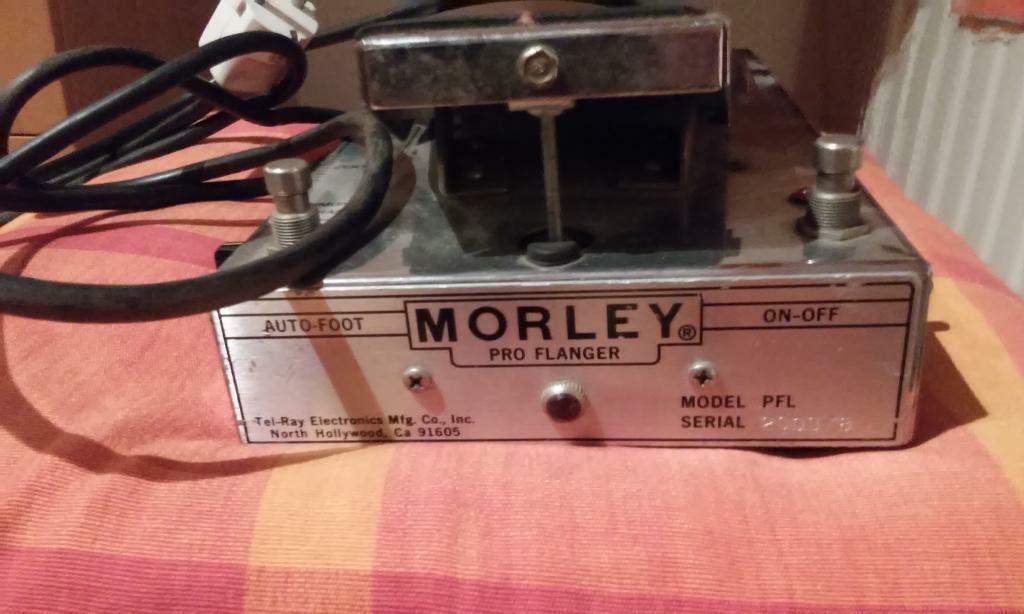 AUTO-FOOT
MORLEY®
PRO FLANGER
ON-OFF
MODEL PFL
SERIAL
Tel-Ray Electronics Mfg. Co., Inc.
North Hollywood, Ca 91605